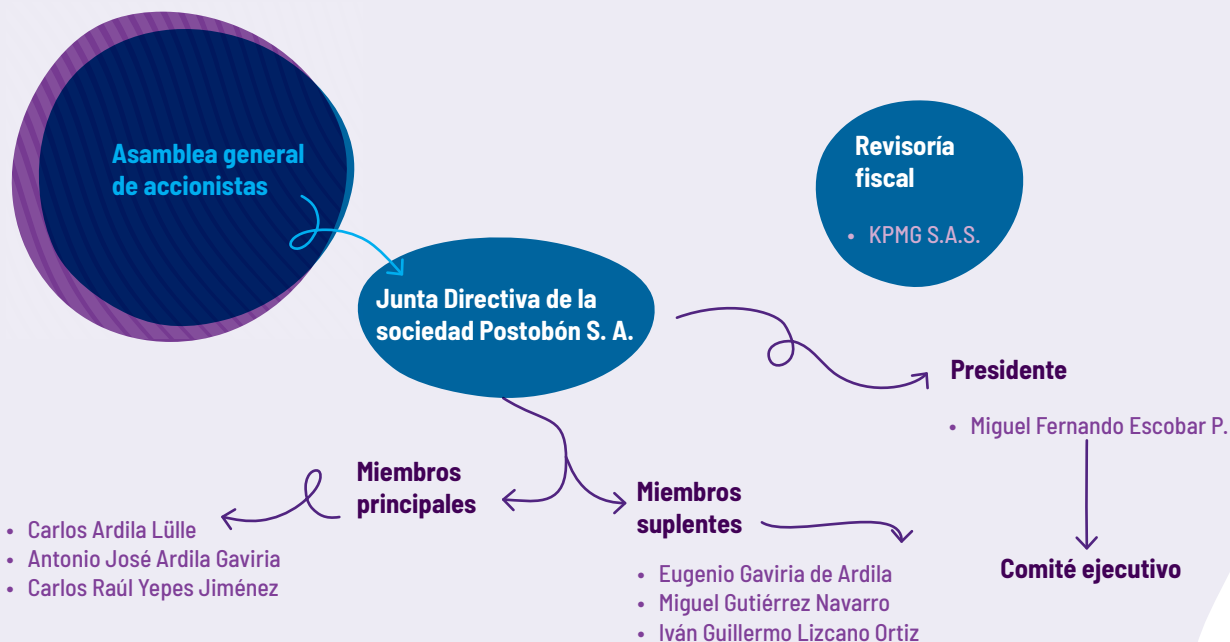 Asamblea general
de accionistas
Revisoría
fiscal
• KPMG S.A.S.
Junta Directiva de la
sociedad Postobón S. A.
Presidente
• Miguel Fernando Escobar P.
Miembros
principales
• Carlos Ardila Lülle
• Antonio José Ardila Gaviria
• Carlos Raúl Yepes Jiménez
Miembros
suplentes
• Eugenio Gaviria de Ardila
• Miguel Gutiérrez Navarro
• Iván Guillermo Lizcano Ortiz
Comité ejecutivo